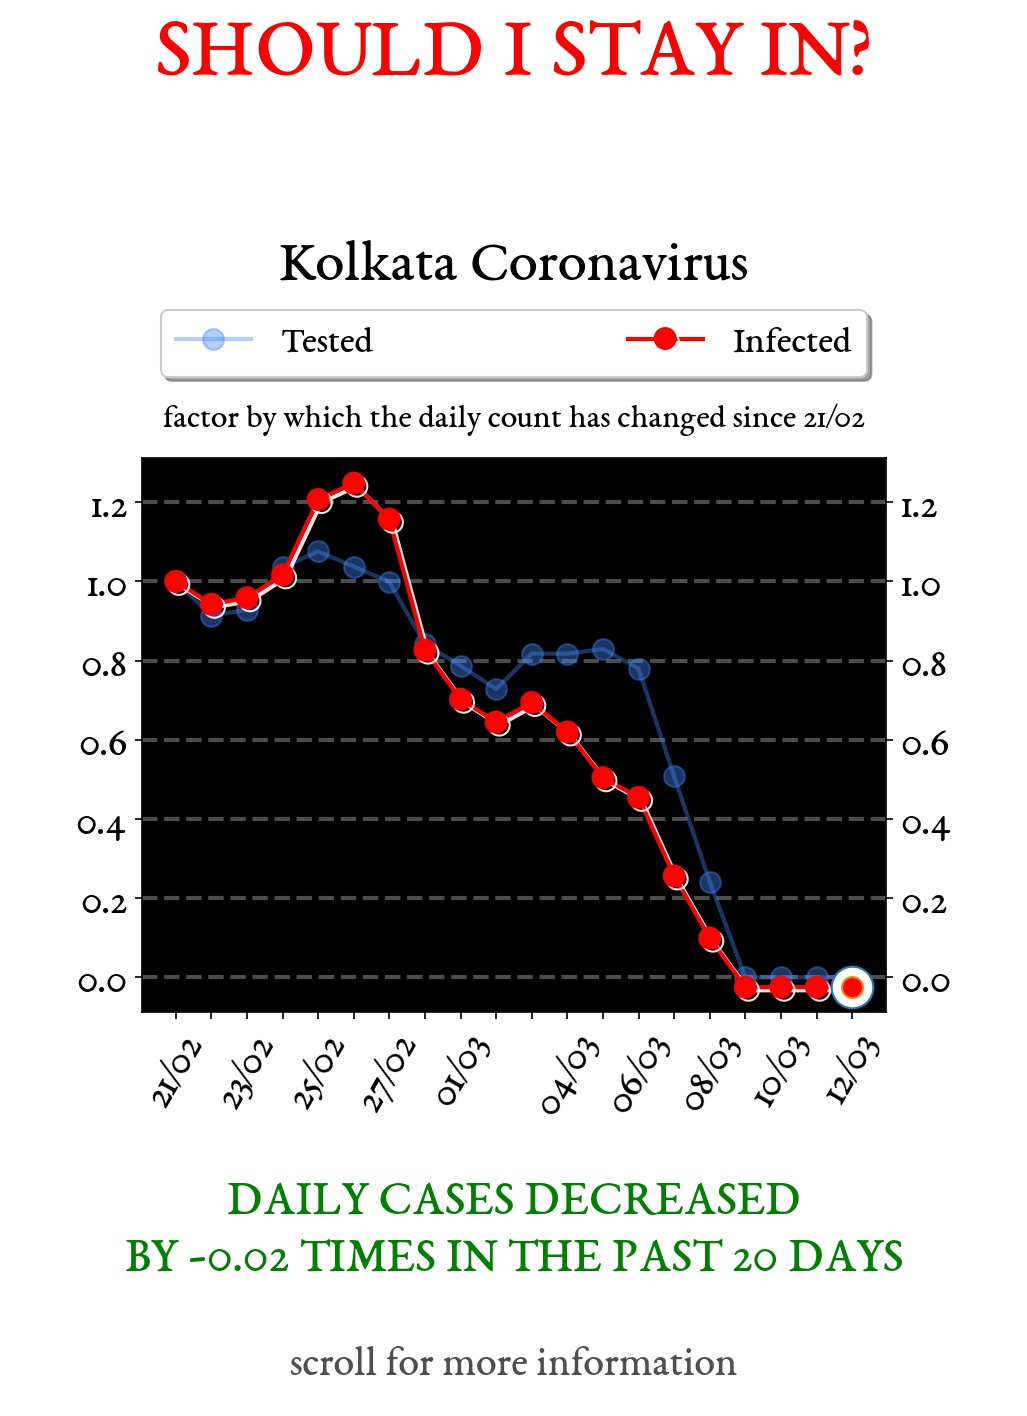 SHOULD I STAY IN?
Kolkata Coronavirus
Tested Infected
factor by which the daily count has changed since 21/02
1.2 1.2
1.0 1.0
0.8 0.8
0.6 0.6
0.4 0.4
0.2 0.2
0.0 0.0
21/02 23/02 25/02 27/02 01/03 04/03 06/03 08/03 10/03 12/03
DAILY CASES DECREASED
BY -0.02 TIMES IN THE PAST 20 DAYS
scroll for more information